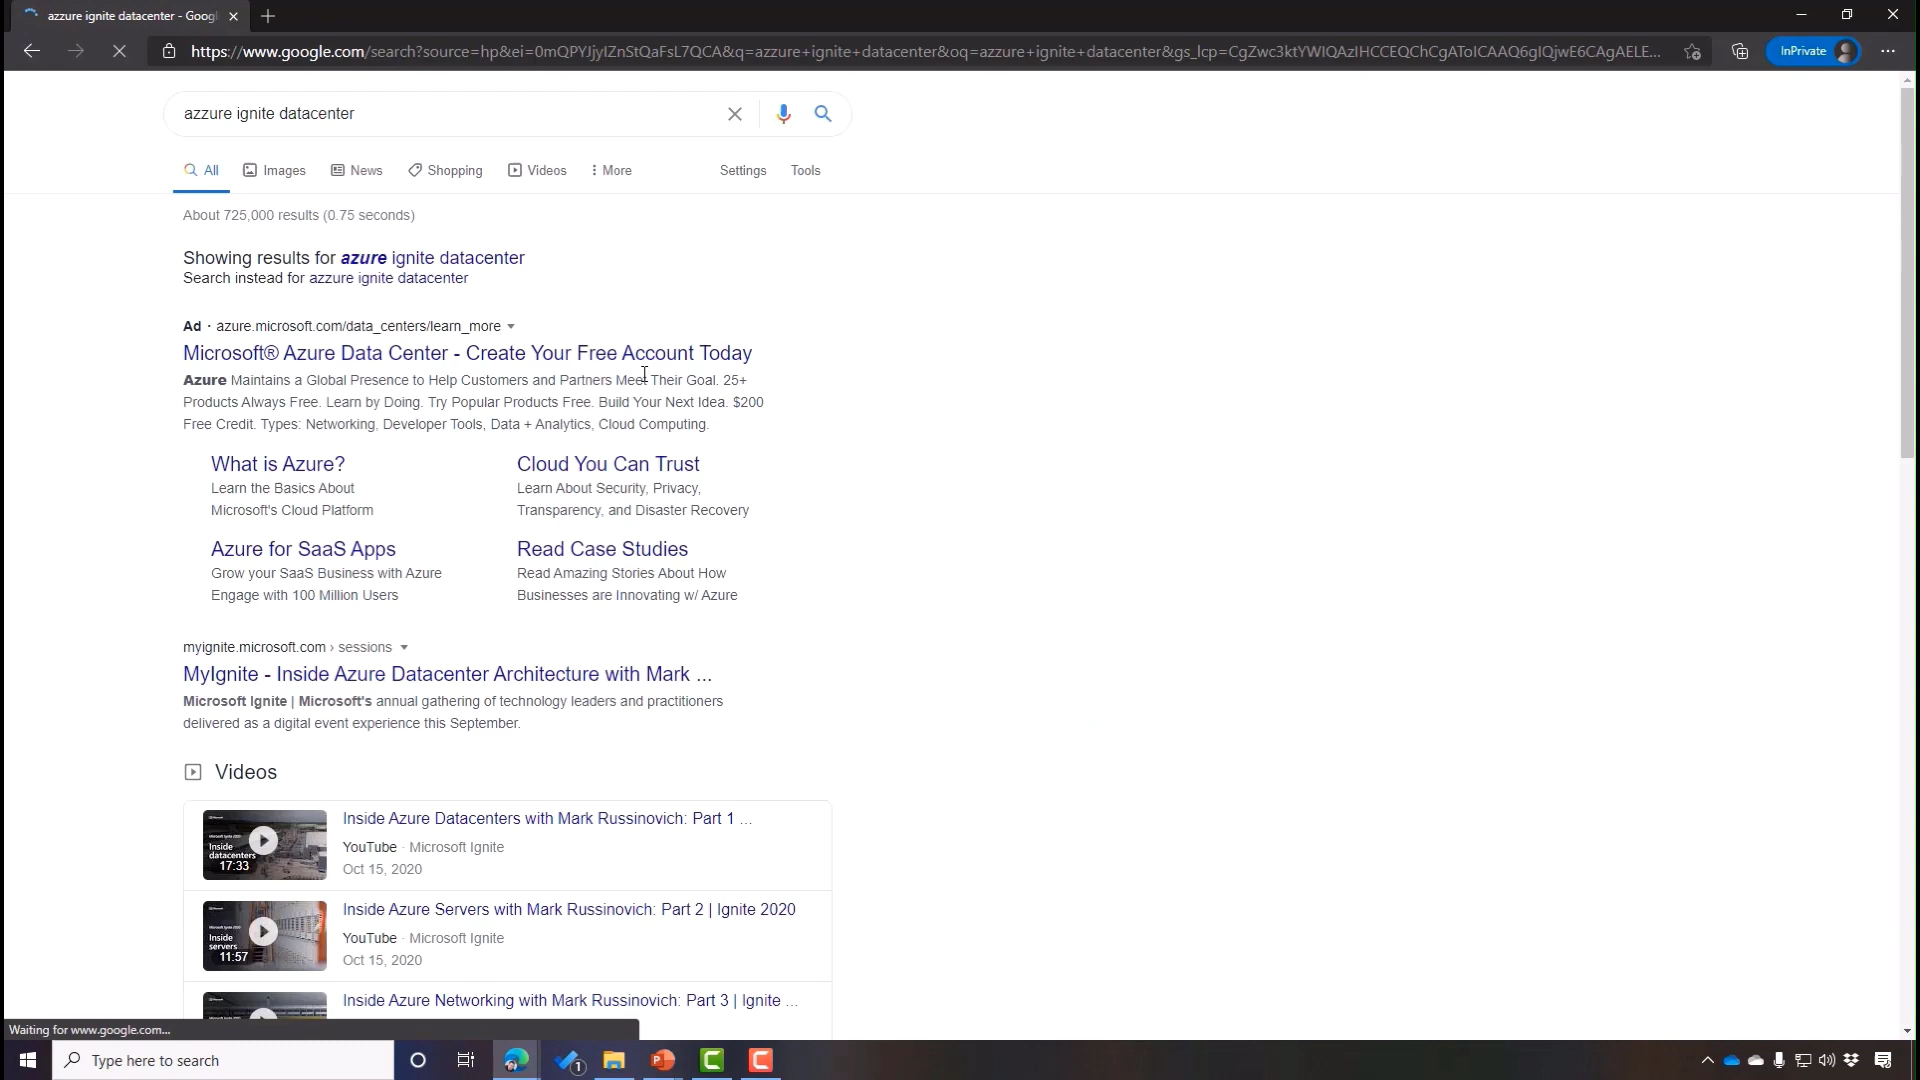 azzure ignite datacenter - Googl
https://www.google.com/search?source=hp&ei=0mQPYJjyIZnStQaFsL7QCA&q=azzure+ignite+datacenter&oq=azzure+ignite+datacenter&gs_lcp=CgZwc3ktYWIQAzIHCCEQChCgAToICAAQ6gIQjwE6CAgAELE...
InPrivate
azzure ignite datacenter
All
Images
News
Shopping
Videos
More
Settings
Tools
About 725,000 results (0.75 seconds)
Showing results for azure ignite datacenter
Search instead for azzure ignite datacenter
Ad · azure.microsoft.com/data_centers/learn_more
Microsoft® Azure Data Center - Create Your Free Account Today
Azure Maintains a Global Presence to Help Customers and Partners Meet Their Goal. 25+
Products Always Free. Learn by Doing. Try Popular Products Free. Build Your Next Idea. $200
Free Credit. Types: Networking, Developer Tools, Data + Analytics, Cloud Computing.
What is Azure?
Learn the Basics About
Microsoft's Cloud Platform
Cloud You Can Trust
Learn About Security, Privacy,
Transparency, and Disaster Recovery
Azure for SaaS Apps
Grow your SaaS Business with Azure
Engage with 100 Million Users
Read Case Studies
Read Amazing Stories About How
Businesses are Innovating w/ Azure
myignite.microsoft.com › sessions
MyIgnite - Inside Azure Datacenter Architecture with Mark ...
Microsoft Ignite | Microsoft's annual gathering of technology leaders and practitioners
delivered as a digital event experience this September.
Videos
Inside
datacenters
17:33
Inside Azure Datacenters with Mark Russinovich: Part 1 ...
YouTube · Microsoft Ignite
Oct 15, 2020
Inside
servers
11:57
Inside Azure Servers with Mark Russinovich: Part 2 | Ignite 2020
YouTube · Microsoft Ignite
Oct 15, 2020
Inside Azure Networking with Mark Russinovich: Part 3 | Ignite ...
Waiting for www.google.com...
Type here to search
1